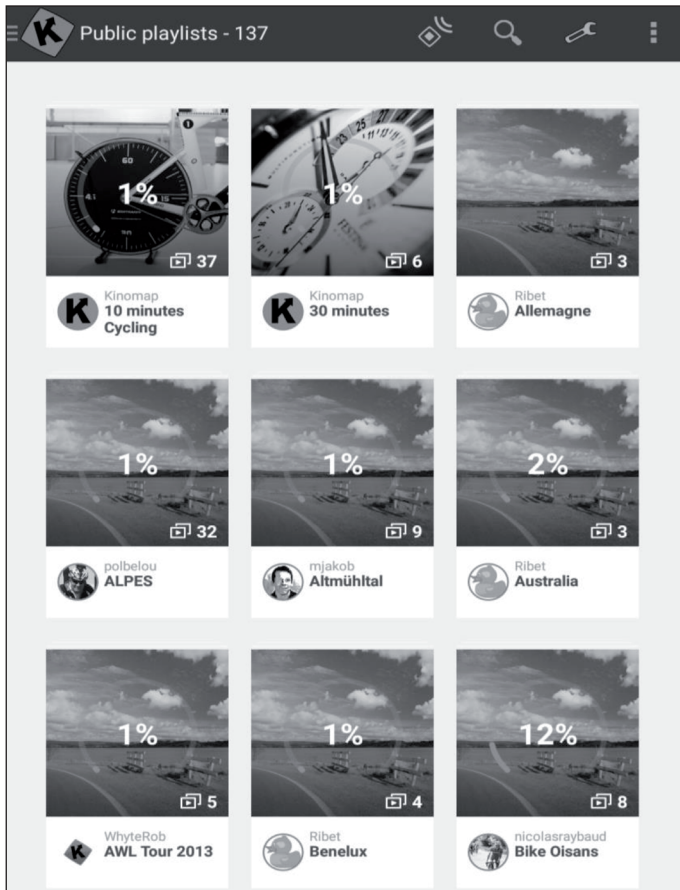 Public playlists - 137
1%
37
Kinomap
10 minutes
Cycling
1%
6
Kinomap
30 minutes
3
Ribet
Allemagne
1%
32
polbelou
ALPES
1%
9
mjakob
Altmühltal
2%
3
Ribet
Australia
1%
5
WhyteRob
AWL Tour 2013
1%
4
Ribet
Benelux
12%
8
nicolasraybaud
Bike Oisans